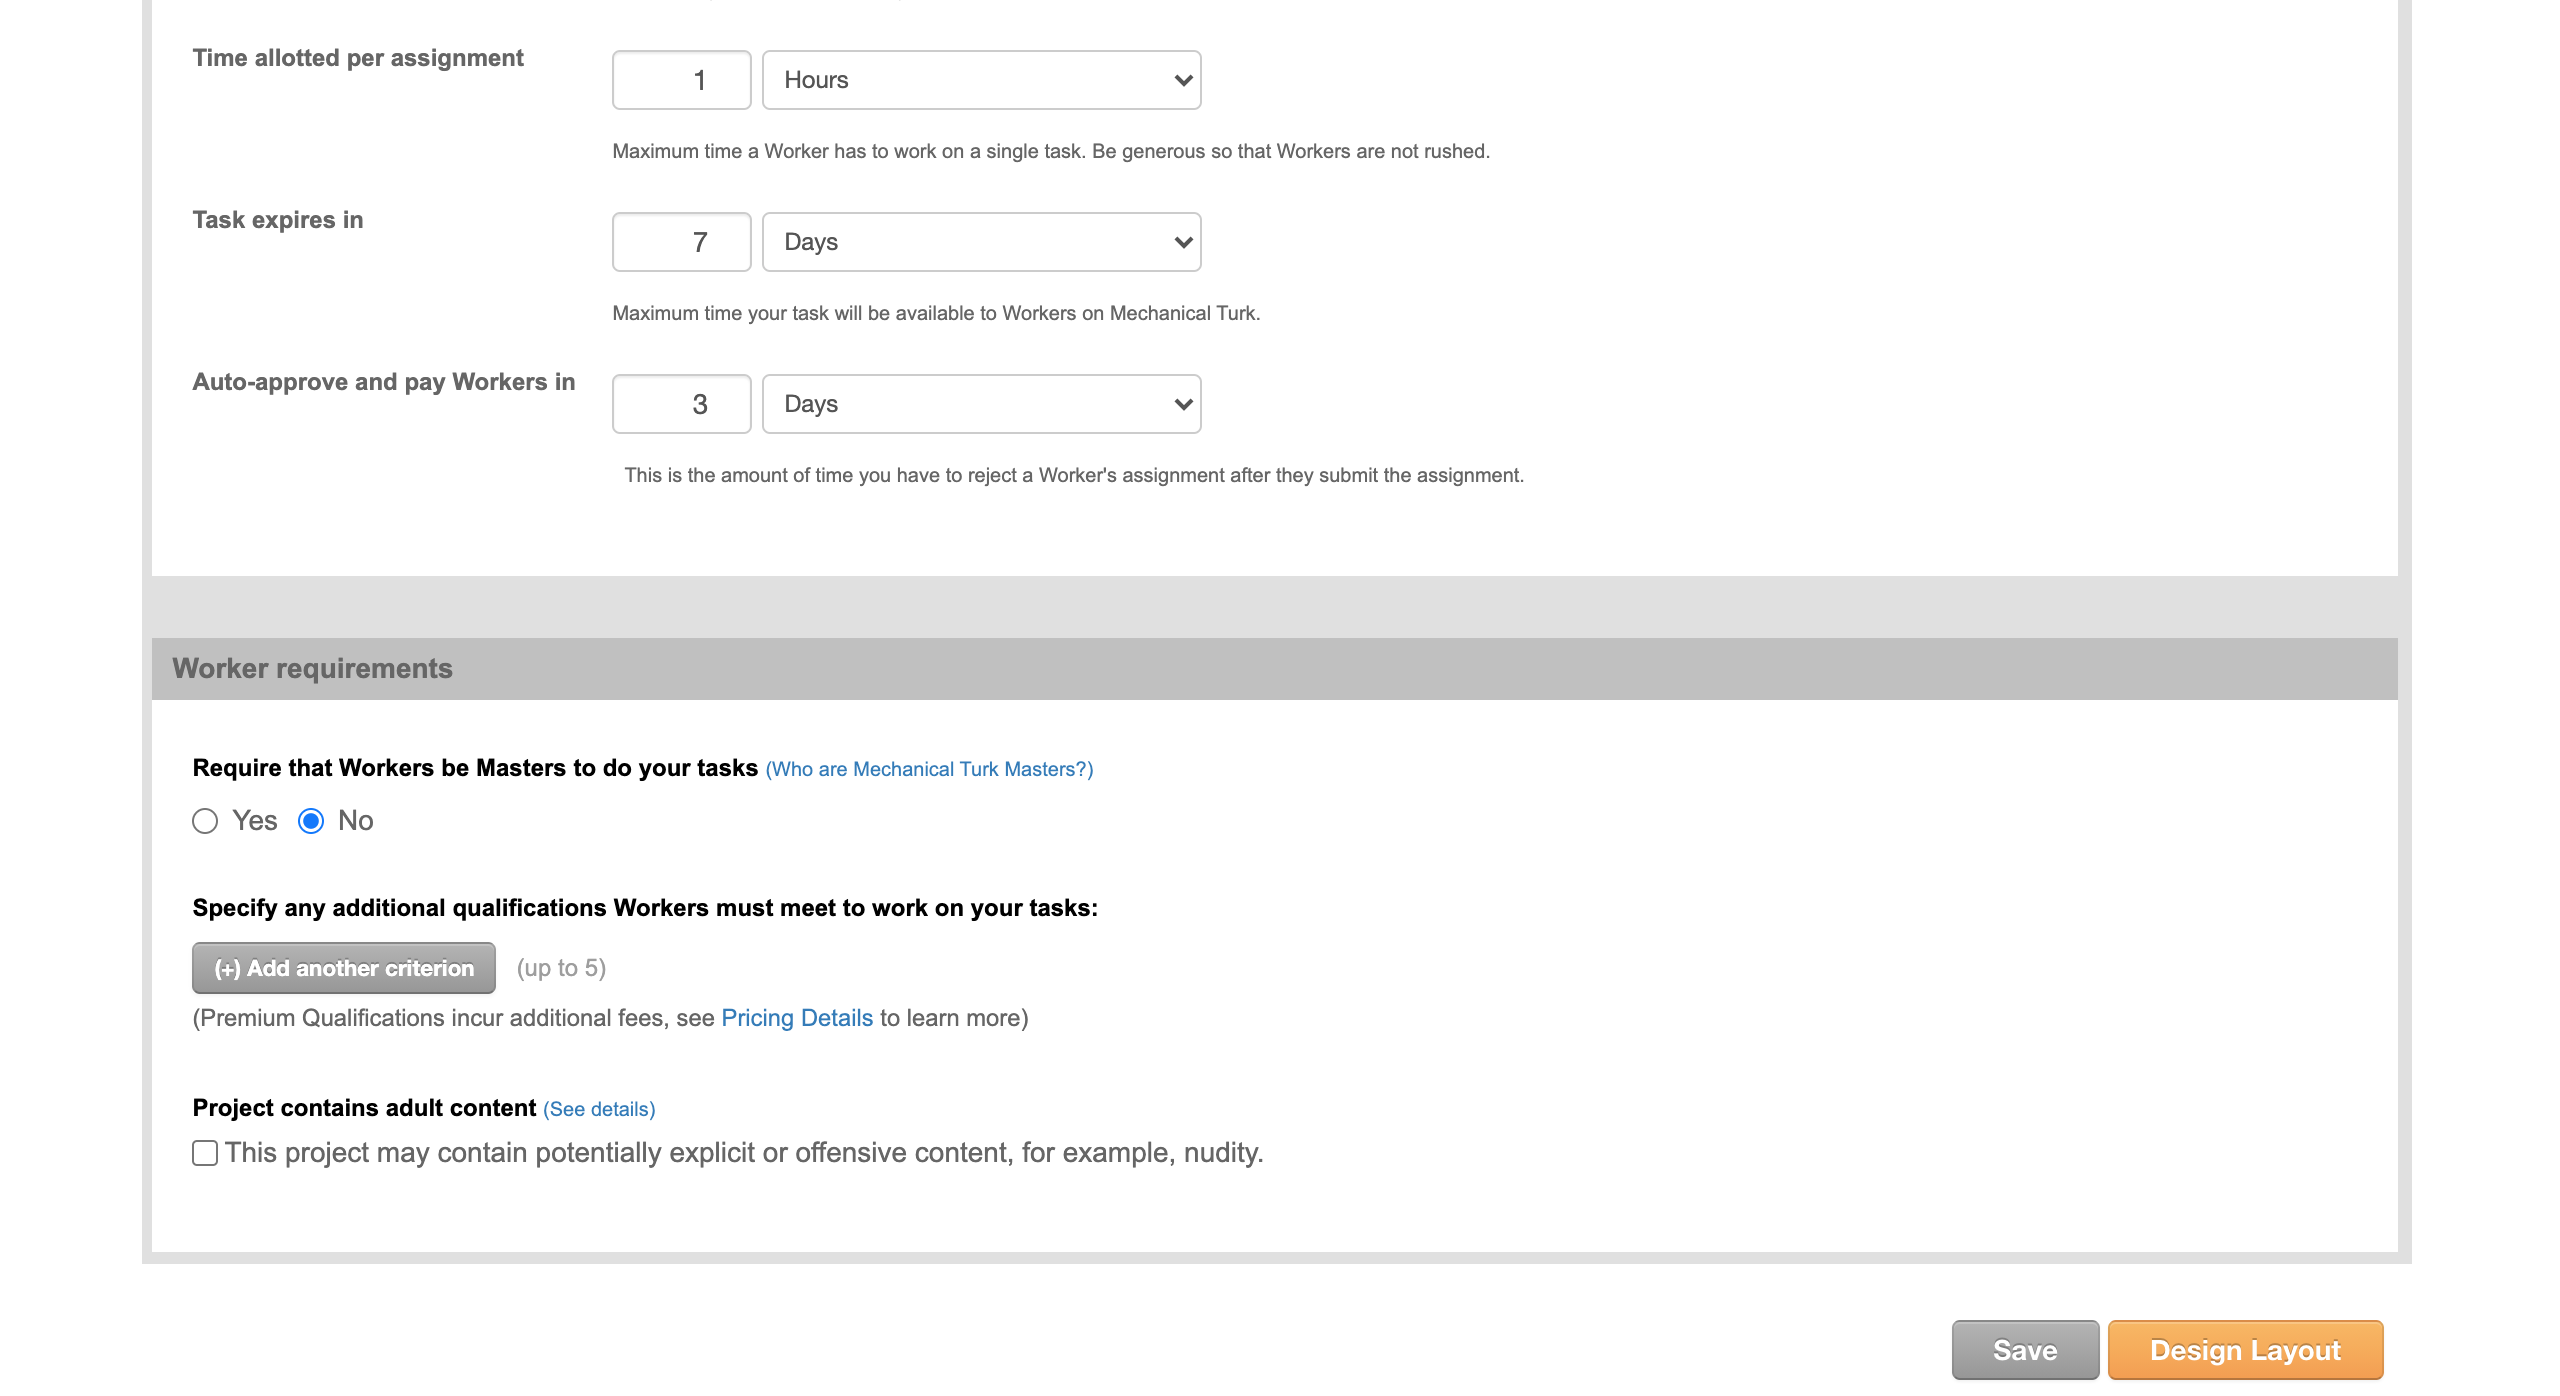 Time allotted per assignment
1 Hours
Maximum time a Worker has to work on a single task. Be generous so that Workers are not rushed.
Task expires in
7 Days
Maximum time your task will be available to Workers on Mechanical Turk.
Auto-approve and pay Workers in
3 Days
This is the amount of time you have to reject a Worker's assignment after they submit the assignment.
Worker requirements
Require that Workers be Masters to do your tasks (Who are Mechanical Turk Masters?)
Yes No
Specify any additional qualifications Workers must meet to work on your tasks:
(+) Add another criterion (up to 5)
(Premium Qualifications incur additional fees, see Pricing Details to learn more)
Project contains adult content (See details)
This project may contain potentially explicit or offensive content, for example, nudity.
Save Design Layout